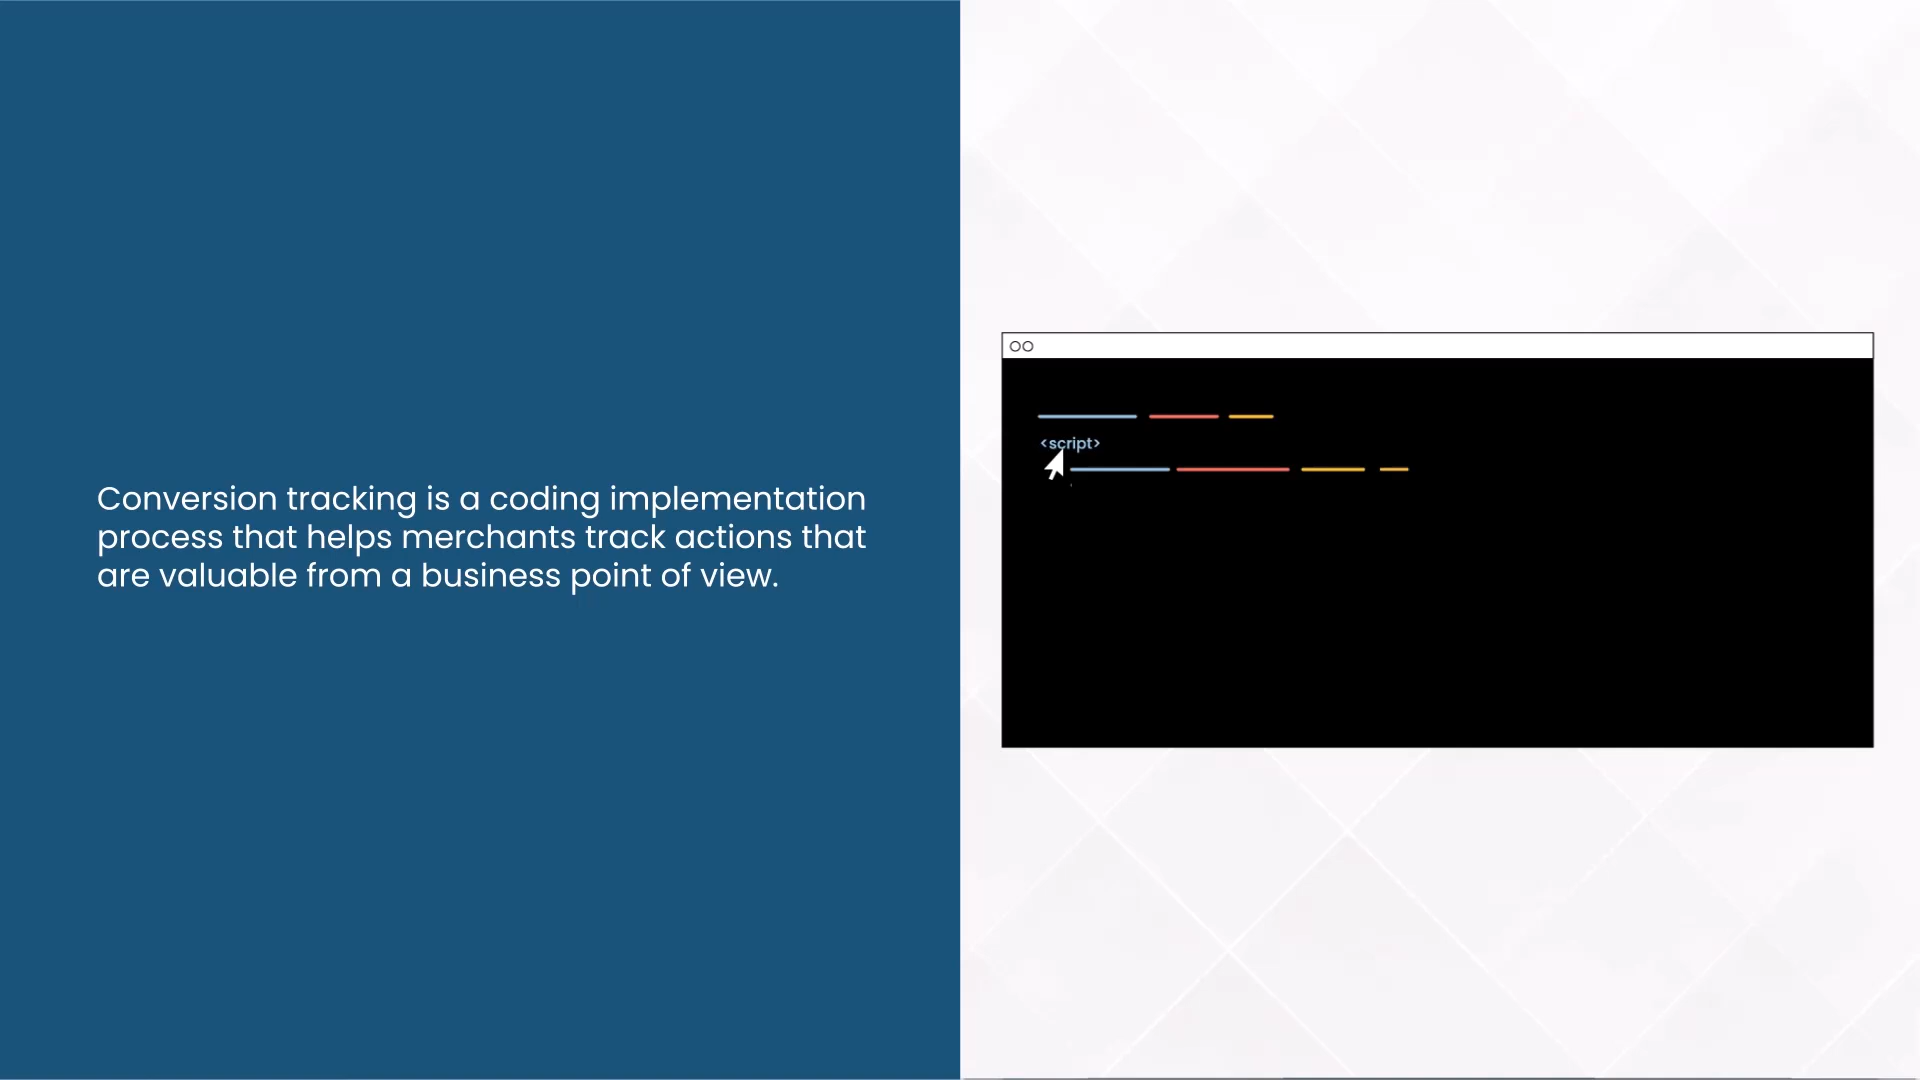 Conversion tracking is a coding implementation
process that helps merchants track actions that
are valuable from a business point of view.
<script>